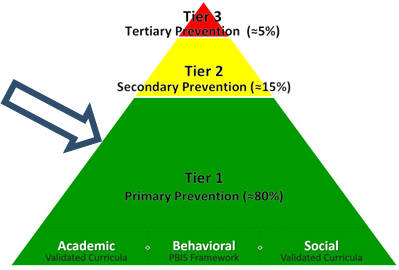 Tier 3
Tertiary Prevention (≈5%)
Tier 2
Secondary Prevention (≈15%)
Tier 1
Primary Prevention (≈80%)
Academic ◇ Behavioral ◇ Social
Validated Curricula PBIS Framework Validated Curricula